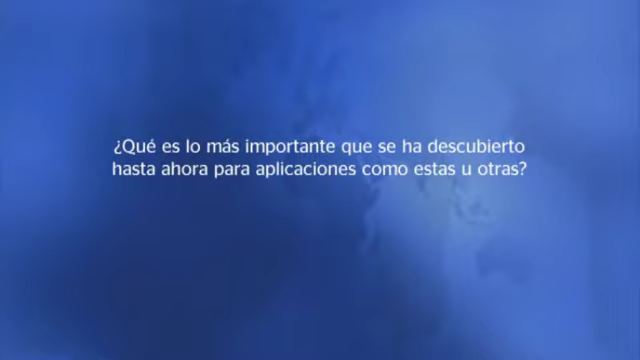 ¿Qué es lo más importante que se ha descubierto
hasta ahora para aplicaciones como estas u otras?